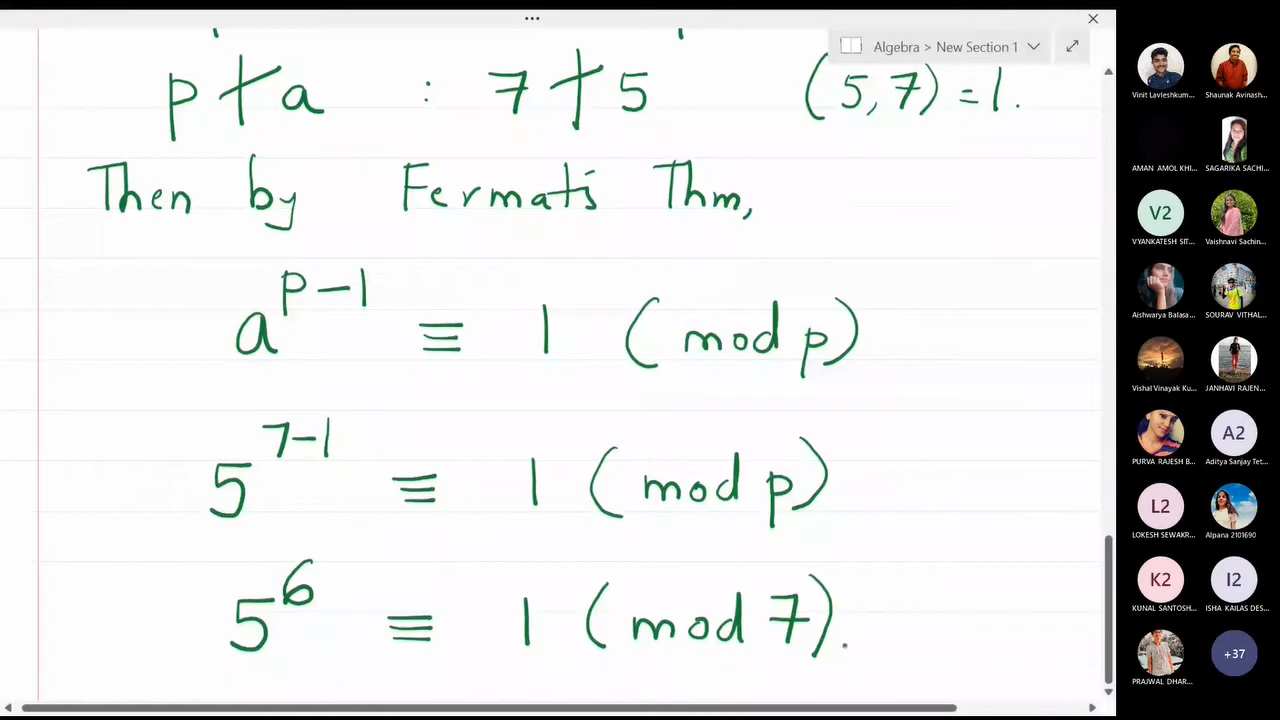 Algebra > New Section 1
p ∤ a : 7 ∤ 5 (5, 7) = 1.
Then by Fermat's Thm,
a^{p-1} ≡ 1 (mod p)
5^{7-1} ≡ 1 (mod p)
5^6 ≡ 1 (mod 7).
Vinit Lavleshkum...
Shaunak Avinash...
AMAN AMOL KHI...
SAGARIKA SACHI...
V2
VYANKATESH SIT...
Vaishnavi Sachin...
Aishwarya Balasa...
SOURAV VITHAL...
Vishal Vinayak Ku...
JANHAVI RAJEN...
PURVA RAJESH B...
A2
Aditya Sanjay Tet...
L2
LOKESH SEWAKR...
Alpana 2101690
K2
KUNAL SANTOSH...
I2
ISHA KAILAS DES...
PRAJWAL DHAR...
+37